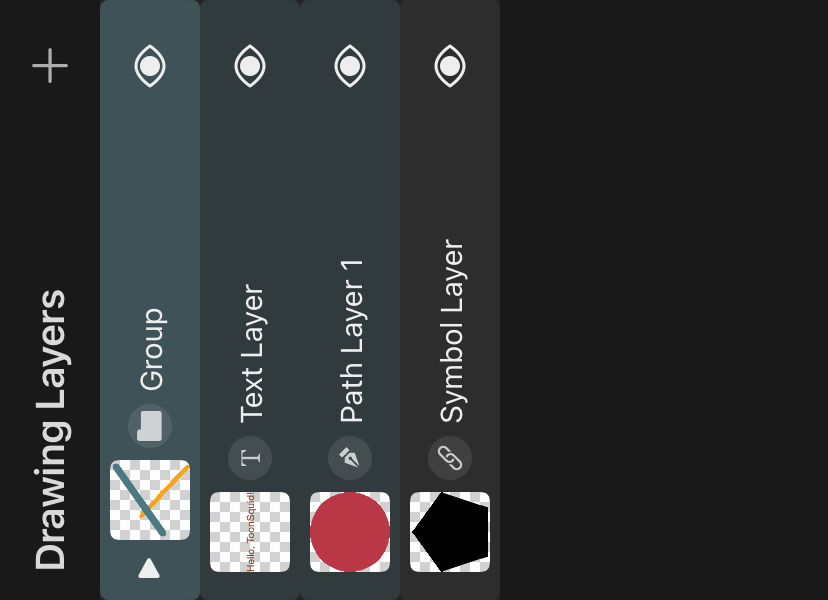 Drawing Layers
Group
Hello, ToonSquid!
T Text Layer
Path Layer 1
Symbol Layer